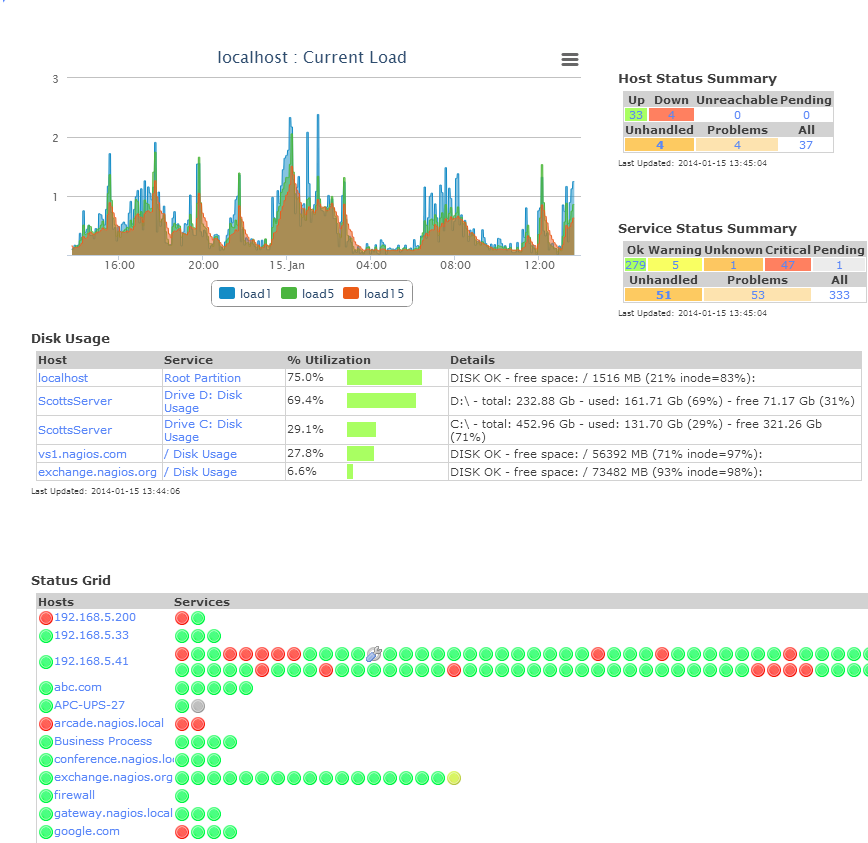 localhost : Current Load
3
2
1
16:00 20:00 15. Jan 04:00 08:00 12:00
load1 load5 load15
Host Status Summary
Up Down Unreachable Pending
33 4 0 0
Unhandled Problems All
4 4 37
Last Updated: 2014-01-15 13:45:04
Service Status Summary
Ok Warning Unknown Critical Pending
279 5 1 47 1
Unhandled Problems All
51 53 333
Last Updated: 2014-01-15 13:45:04
Disk Usage
Host Service % Utilization Details
localhost Root Partition 75.0% DISK OK - free space: / 1516 MB (21% inode=83%):
ScottsServer Drive D: Disk Usage 69.4% D:\ - total: 232.88 Gb - used: 161.71 Gb (69%) - free 71.17 Gb (31%)
ScottsServer Drive C: Disk Usage 29.1% C:\ - total: 452.96 Gb - used: 131.70 Gb (29%) - free 321.26 Gb (71%)
vs1.nagios.com / Disk Usage 27.8% DISK OK - free space: / 56392 MB (71% inode=97%):
exchange.nagios.org / Disk Usage 6.6% DISK OK - free space: / 73482 MB (93% inode=98%):
Last Updated: 2014-01-15 13:44:06
Status Grid
Hosts Services
192.168.5.200
192.168.5.33
192.168.5.41
abc.com
APC-UPS-27
arcade.nagios.local
Business Process
conference.nagios.lo
exchange.nagios.org
firewall
gateway.nagios.local
google.com